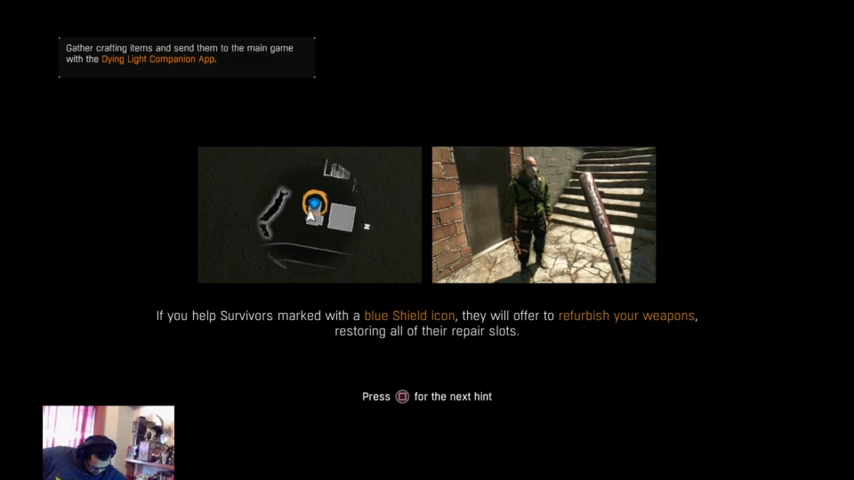 Gather crafting items and send them to the main game
with the Dying Light Companion App.
N
If you help Survivors marked with a blue Shield icon, they will offer to refurbish your weapons,
restoring all of their repair slots.
Press for the next hint